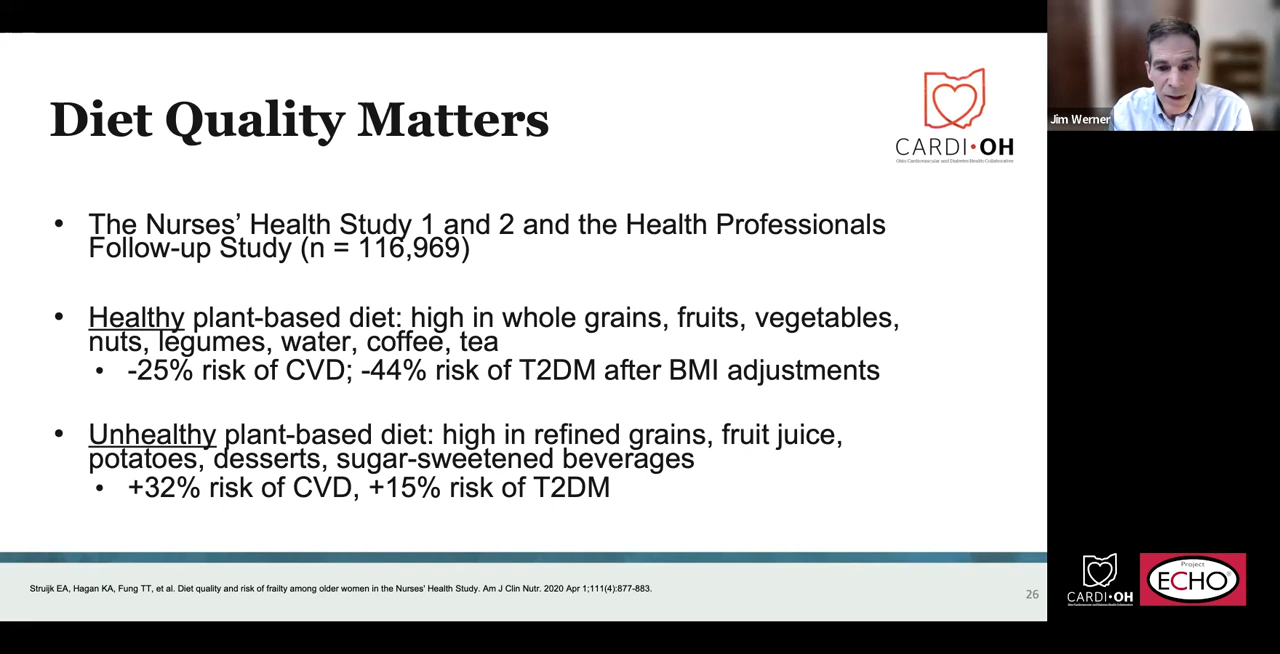 Diet Quality Matters
CARDI•OH
Ohio Cardiovascular and Diabetes Health Collaborative
Jim Werner
• The Nurses’ Health Study 1 and 2 and the Health Professionals
Follow-up Study (n = 116,969)
• Healthy plant-based diet: high in whole grains, fruits, vegetables,
nuts, legumes, water, coffee, tea
• -25% risk of CVD; -44% risk of T2DM after BMI adjustments
• Unhealthy plant-based diet: high in refined grains, fruit juice,
potatoes, desserts, sugar-sweetened beverages
• +32% risk of CVD, +15% risk of T2DM
Struijk EA, Hagan KA, Fung TT, et al. Diet quality and risk of frailty among older women in the Nurses' Health Study. Am J Clin Nutr. 2020 Apr 1;111(4):877-883.
26
CARDI•OH
Project
ECHO